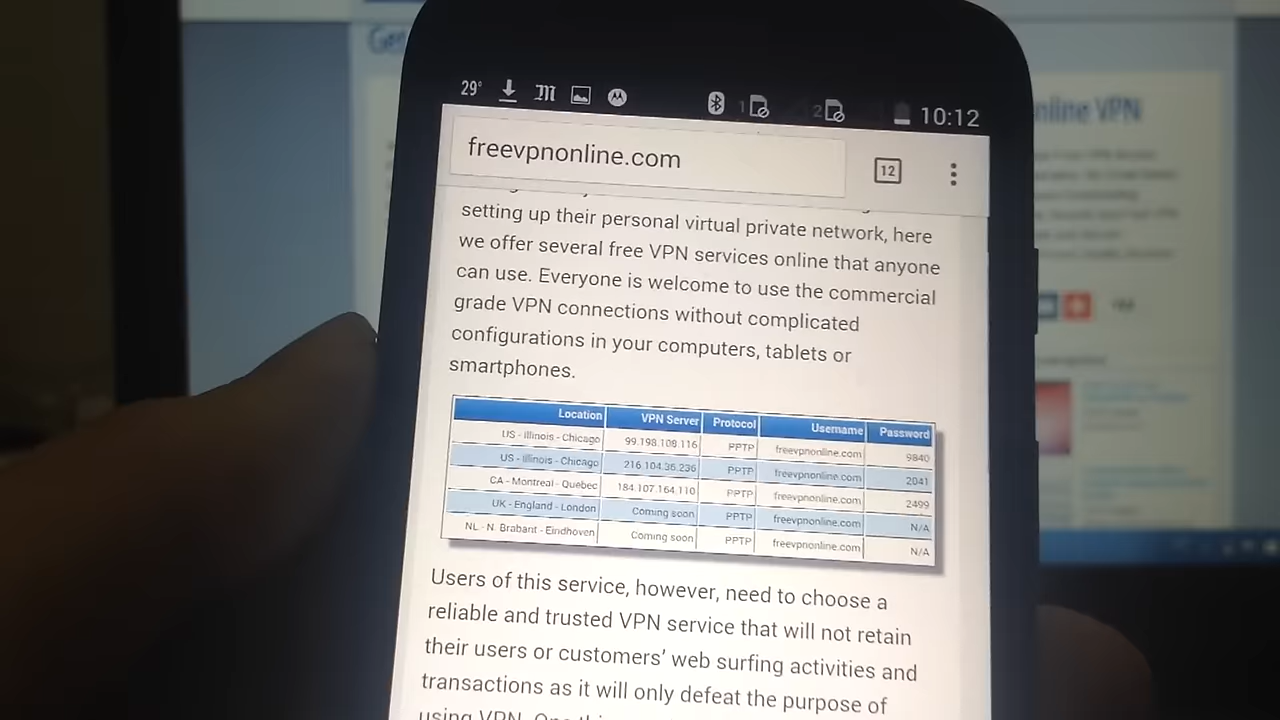 29°
10:12
freevpnonline.com
12
setting up their personal virtual private network, here
we offer several free VPN services online that anyone
can use. Everyone is welcome to use the commercial
grade VPN connections without complicated
configurations in your computers, tablets or
smartphones.
Location VPN Server Protocol Username Password
US - Illinois - Chicago 99.198.108.116 PPTP freevpnonline.com 9840
US - Illinois - Chicago 216.104.36.236 PPTP freevpnonline.com 2041
CA - Montreal - Quebec 184.107.164.110 PPTP freevpnonline.com 2499
UK - England - London Coming soon PPTP freevpnonline.com N/A
NL - N. Brabant - Eindhoven Coming soon PPTP freevpnonline.com N/A
Users of this service, however, need to choose a
reliable and trusted VPN service that will not retain
their users or customers' web surfing activities and
transactions as it will only defeat the purpose of
using VPN.
nline VPN